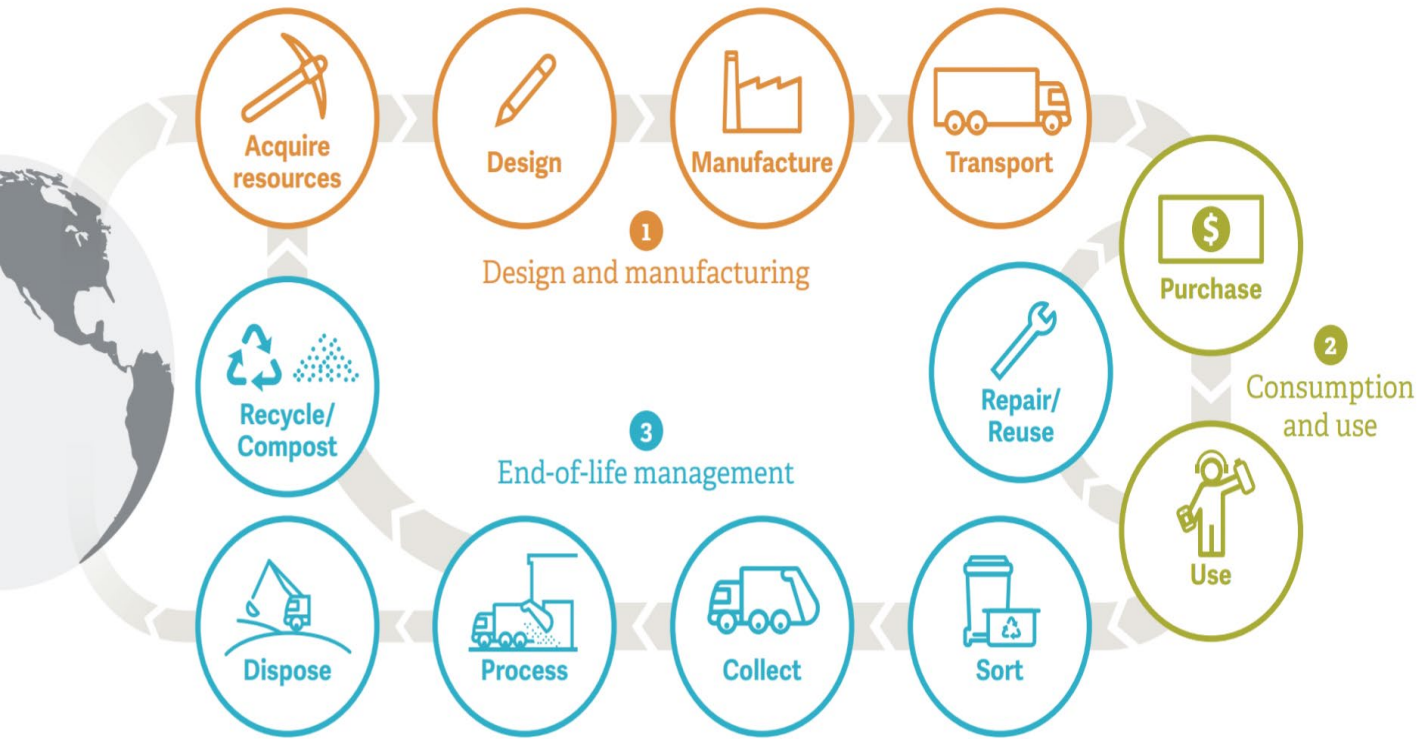 Acquire
resources
Design
Manufacture
Transport
1
Design and manufacturing
$
Purchase
2
Consumption
and use
Use
Repair/
Reuse
Recycle/
Compost
3
End-of-life management
Dispose
Process
Collect
Sort